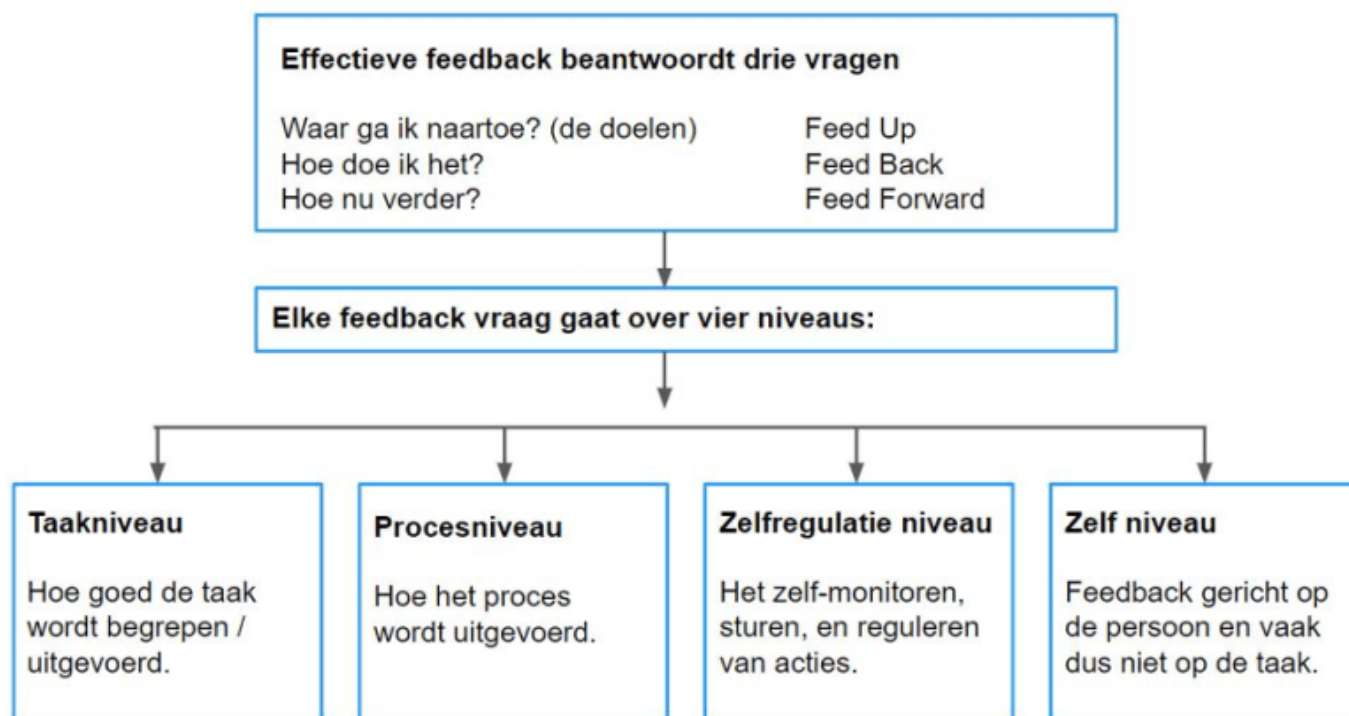 Effectieve feedback beantwoordt drie vragen
Waar ga ik naartoe? (de doelen) Feed Up
Hoe doe ik het? Feed Back
Hoe nu verder? Feed Forward
Elke feedback vraag gaat over vier niveaus:
Taakniveau
Hoe goed de taak
wordt begrepen /
uitgevoerd.
Procesniveau
Hoe het proces
wordt uitgevoerd.
Zelfregulatie niveau
Het zelf-monitoren,
sturen, en reguleren
van acties.
Zelf niveau
Feedback gericht op
de persoon en vaak
dus niet op de taak.